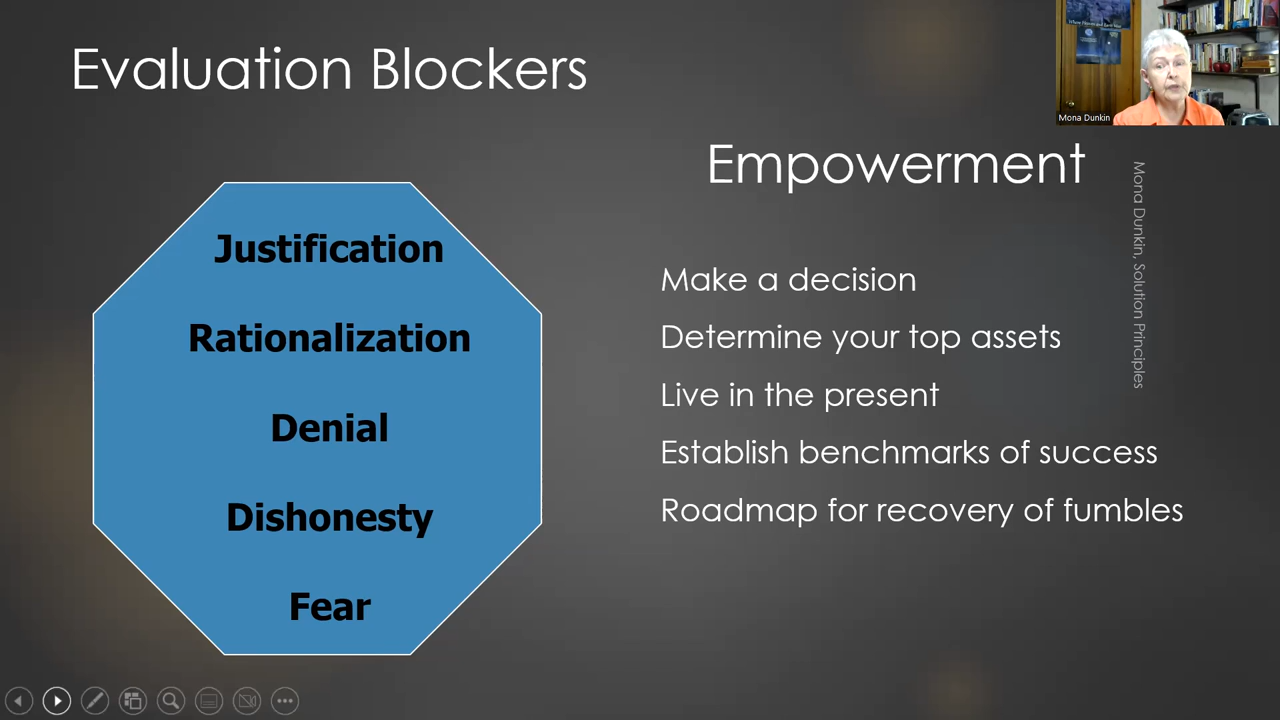 Evaluation Blockers
Mona Dunkin
Empowerment
Justification
Rationalization
Denial
Dishonesty
Fear
Make a decision
Determine your top assets
Live in the present
Establish benchmarks of success
Roadmap for recovery of fumbles
Mona Dunkin, Solution Principles